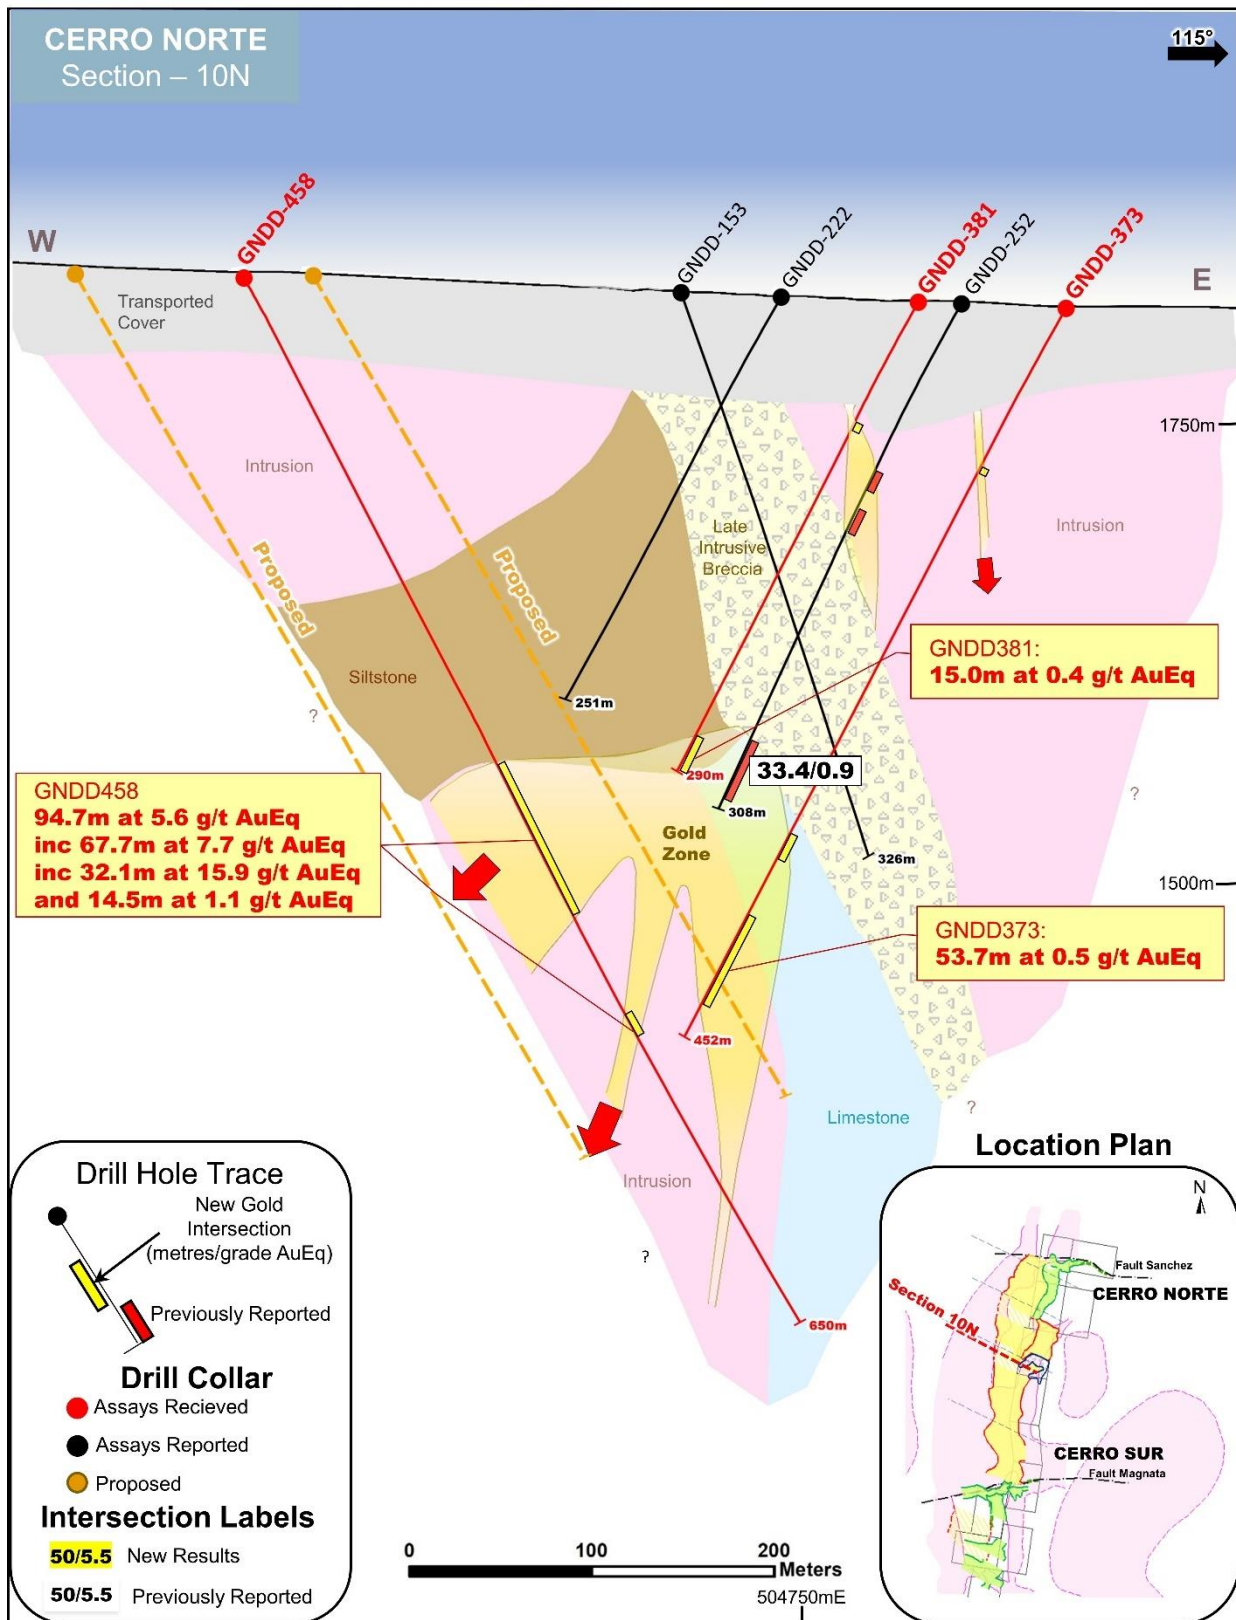 CERRO NORTE
Section – 10N
115°
W
E
GNDD-458
GNDD-153
GNDD-222
GNDD-381
GNDD-252
GNDD-373
Transported
Cover
1750m
Intrusion
Late
Intrusive
Breccia
Intrusion
Proposed
Proposed
Siltstone
GNDD381:
15.0m at 0.4 g/t AuEq
251m
?
290m
33.4/0.9
308m
?
GNDD458
94.7m at 5.6 g/t AuEq
inc 67.7m at 7.7 g/t AuEq
inc 32.1m at 15.9 g/t AuEq
and 14.5m at 1.1 g/t AuEq
Gold
Zone
326m
1500m
GNDD373:
53.7m at 0.5 g/t AuEq
452m
Limestone
?
Intrusion
?
650m
Drill Hole Trace
New Gold
Intersection
(metres/grade AuEq)
Previously Reported
Drill Collar
Assays Recieved
Assays Reported
Proposed
Intersection Labels
50/5.5 New Results
50/5.5 Previously Reported
0 100 200
Meters
504750mE
Location Plan
N
Fault Sanchez
CERRO NORTE
Section 10N
CERRO SUR
Fault Magnata